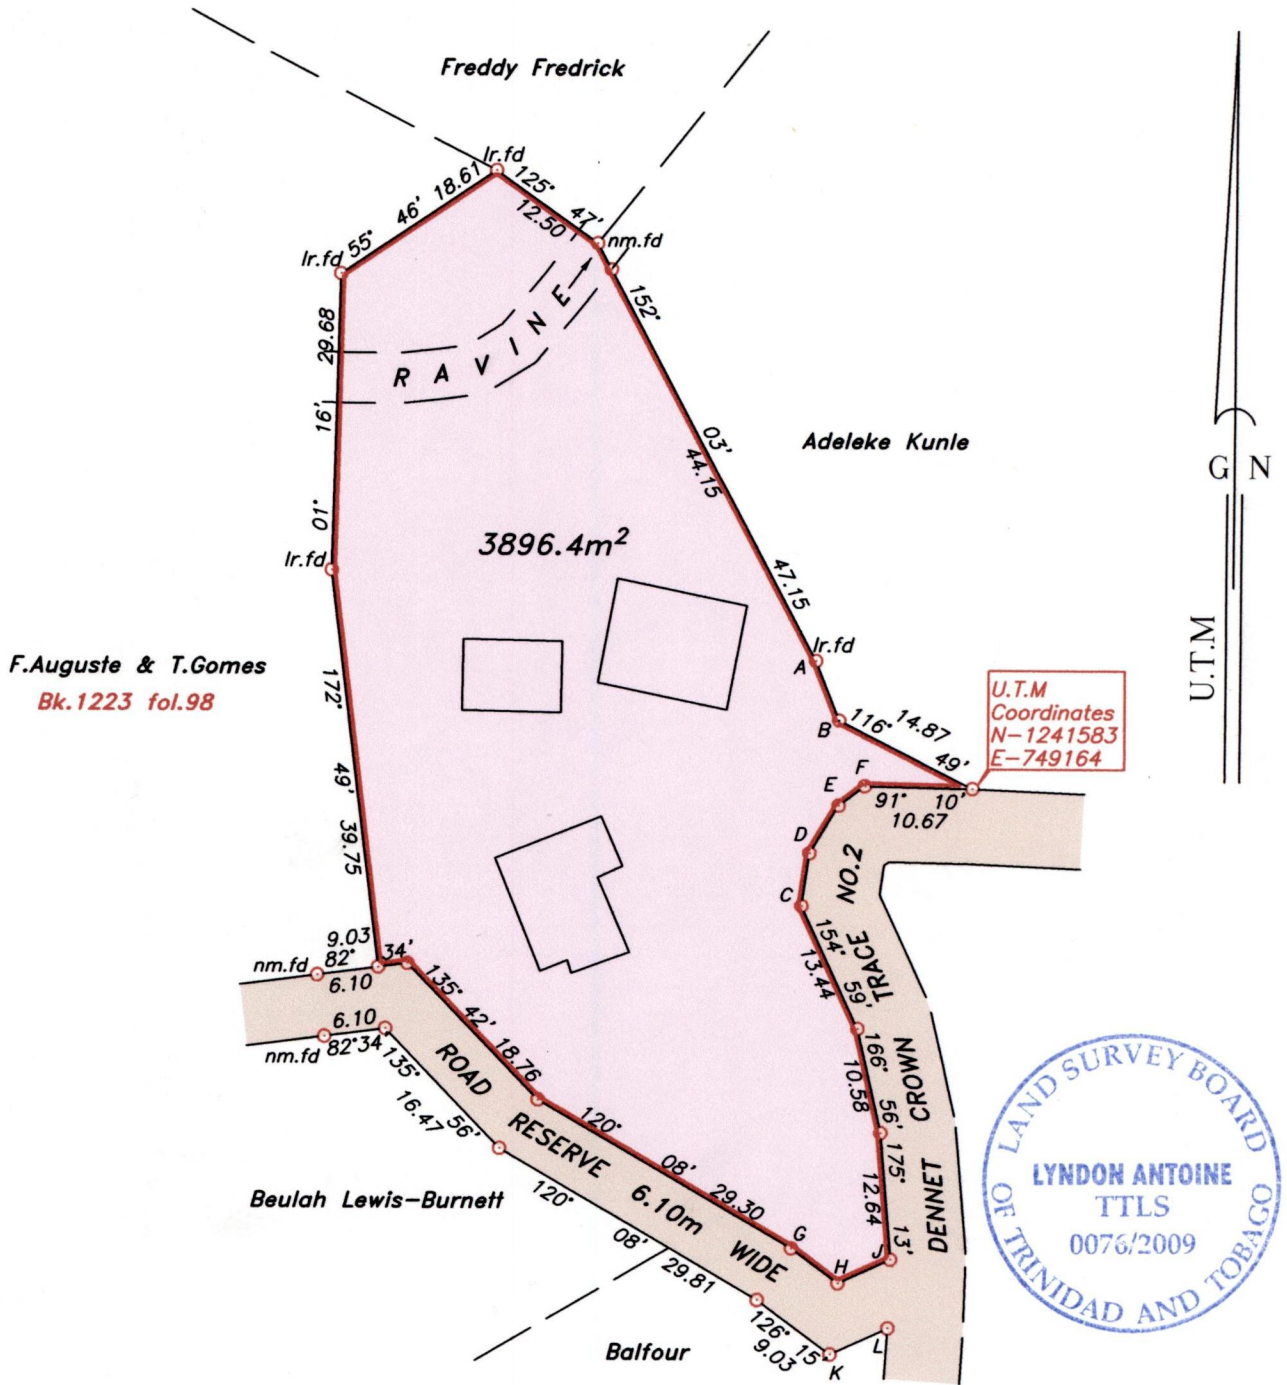 Freddy Fredrick
Ir.fd
125°
47'
12.50
nm.fd
55°
46'
18.61
Ir.fd
152°
03'
44.15
47.15
29.68
16'
01°
RAVINE
Adeleke Kunle
G N
U.T.M
3896.4m²
Ir.fd
Ir.fd
A
B
F.Auguste & T.Gomes
Bk.1223 fol.98
U.T.M
Coordinates
N-1241583
E-749164
116°
14.87
49'
172°
49'
39.75
F
E
D
C
91°
10'
10.67
154°
59'
13.44
166°
56'
10.58
175°
13'
12.64
DENNET CROWN TRACE NO.2
9.03
nm.fd
82°
34'
6.10
6.10
nm.fd
82°34'
135°
42'
18.76
135°
56'
16.47
ROAD RESERVE 6.10m WIDE
120°
08'
29.30
120°
08'
29.81
G
H
J
126°
15'
9.03
K
L
Beulah Lewis-Burnett
Balfour
LAND SURVEY BOARD
OF TRINIDAD AND TOBAGO
LYNDON ANTOINE
TTLS
0076/2009